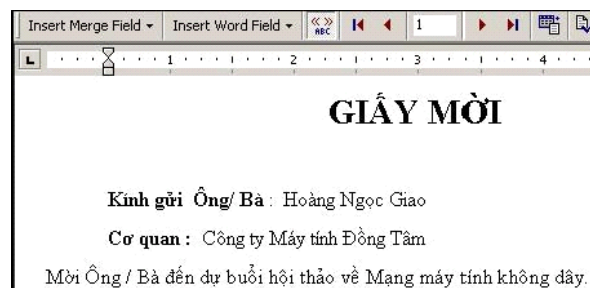 Insert Merge Field Insert Word Field «» ABC 1
L 1 2 3 4
GIẤY MỜI
Kính gửi Ông/ Bà : Hoàng Ngọc Giao
Cơ quan : Công ty Máy tính Đồng Tâm
Mời Ông / Bà đến dự buổi hội thảo về Mạng máy tính không dây.